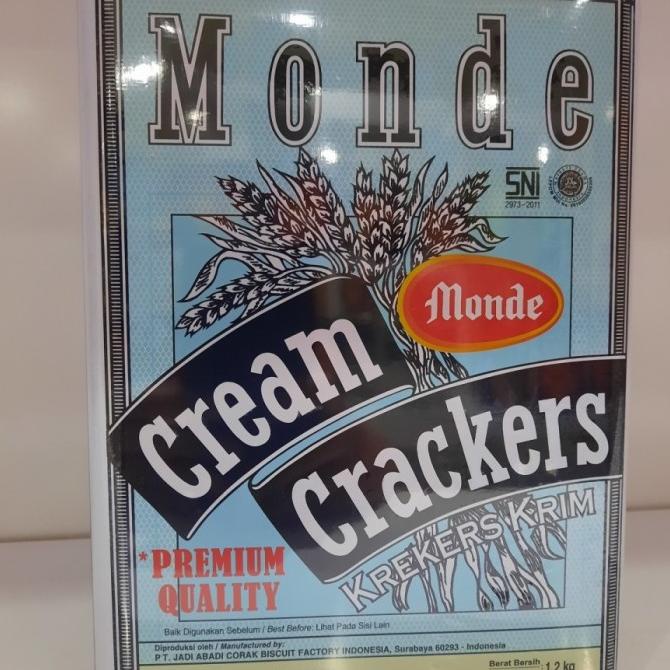 Monde
SNI
2973-2011
Monde
Cream
Crackers
KREKERS KRIM
*PREMIUM
QUALITY
Baik Digunakan Sebelum / Best Before: Lihat Pada Sisi Lain
Diproduksi oleh / Manufactured by:
P T. JADI ABADI CORAK BISCUIT FACTORY INDONESIA, Surabaya 60293 - Indonesia
Berat Bersih
1,2 kg